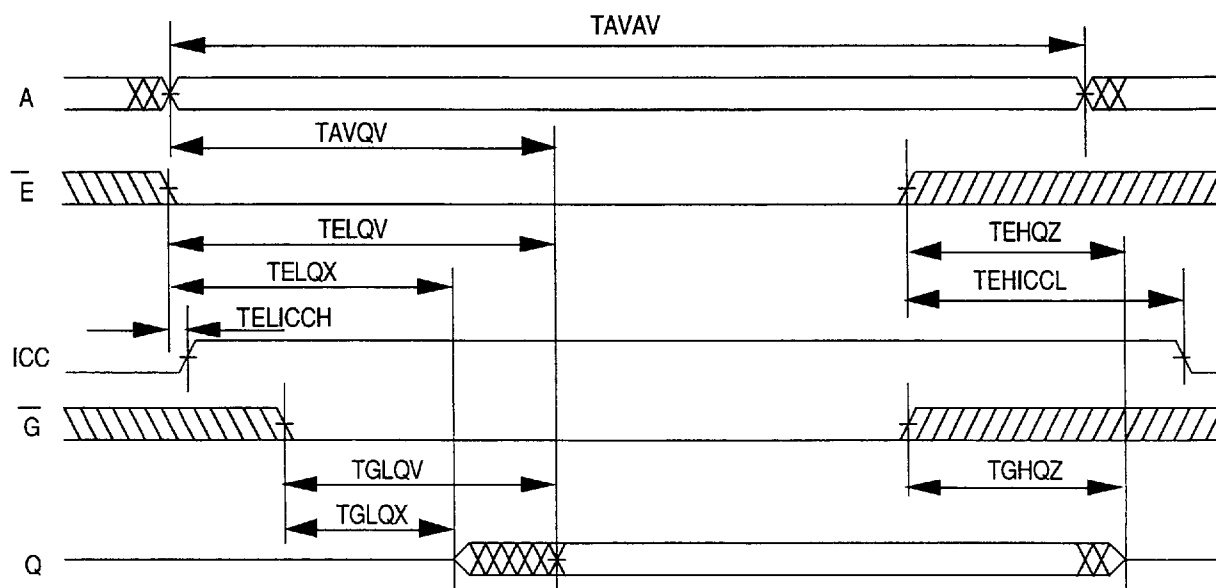 TAVAV
A
TAVQV
E
TELQV
TEHQZ
TELQX
TEHICCL
TELICCH
ICC
G
TGLQV
TGHQZ
TGLQX
Q